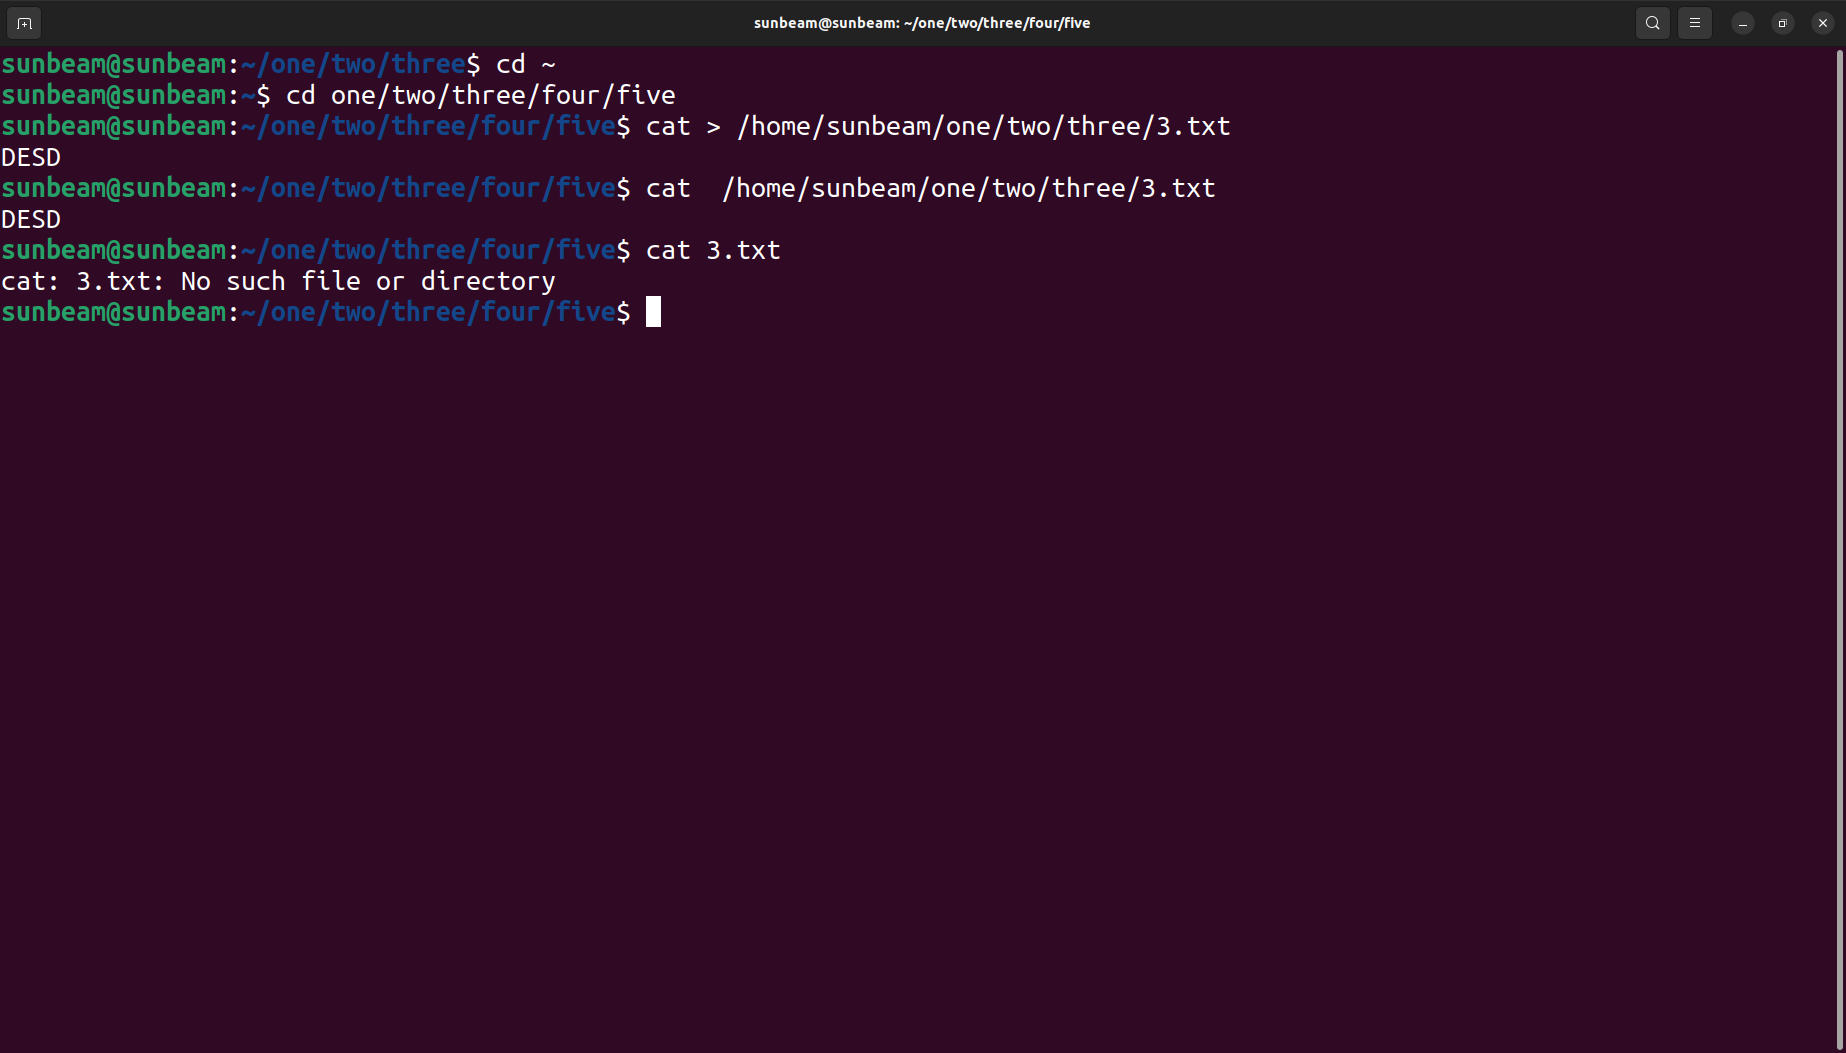 sunbeam@sunbeam: ~/one/two/three/four/five
sunbeam@sunbeam:~/one/two/three$ cd ~
sunbeam@sunbeam:~$ cd one/two/three/four/five
sunbeam@sunbeam:~/one/two/three/four/five$ cat > /home/sunbeam/one/two/three/3.txt
DESD
sunbeam@sunbeam:~/one/two/three/four/five$ cat  /home/sunbeam/one/two/three/3.txt
DESD
sunbeam@sunbeam:~/one/two/three/four/five$ cat 3.txt
cat: 3.txt: No such file or directory
sunbeam@sunbeam:~/one/two/three/four/five$